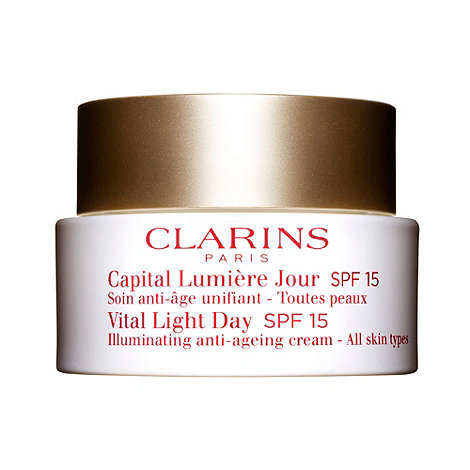 CLARINS
PARIS
Capital Lumière Jour SPF 15
Soin anti-âge unifiant - Toutes peaux
Vital Light Day SPF 15
Illuminating anti-ageing cream - All skin types